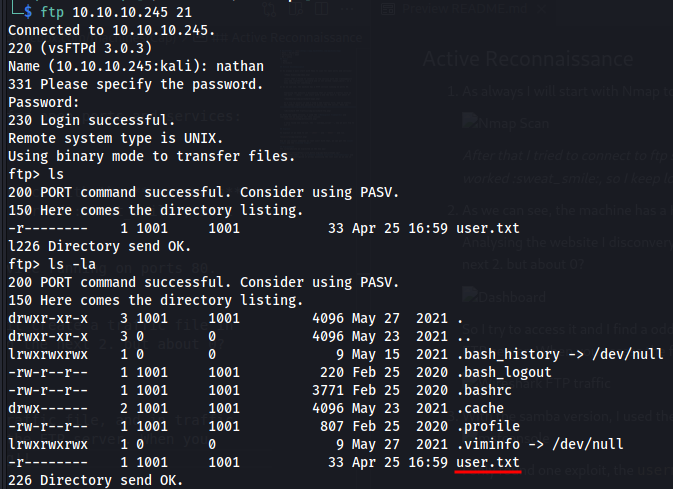 $ ftp 10.10.10.245 21
Connected to 10.10.10.245.
220 (vsFTPd 3.0.3)
Name (10.10.10.245:kali): nathan
331 Please specify the password.
Password:
230 Login successful.
Remote system type is UNIX.
Using binary mode to transfer files.
ftp> ls
200 PORT command successful. Consider using PASV.
150 Here comes the directory listing.
-r-------- 1 1001 1001 33 Apr 25 16:59 user.txt
l226 Directory send OK.
ftp> ls -la
200 PORT command successful. Consider using PASV.
150 Here comes the directory listing.
drwxr-xr-x 3 1001 1001 4096 May 27 2021 .
drwxr-xr-x 3 0 0 4096 May 23 2021 ..
lrwxrwxrwx 1 0 0 9 May 15 2021 .bash_history -> /dev/null
-rw-r--r-- 1 1001 1001 220 Feb 25 2020 .bash_logout
-rw-r--r-- 1 1001 1001 3771 Feb 25 2020 .bashrc
drwx------ 2 1001 1001 4096 May 23 2021 .cache
-rw-r--r-- 1 1001 1001 807 Feb 25 2020 .profile
lrwxrwxrwx 1 0 0 9 May 27 2021 .viminfo -> /dev/null
-r-------- 1 1001 1001 33 Apr 25 16:59 user.txt
226 Directory send OK.
Active Reconnaissance
1. As always I will start with Nmap to
Nmap Scan
After that I tried to connect to ftp
worked :sweat_smile:, so I keep lo
2. As we can see, the machine has a
Analysing the website I disconvery
next 2, but about 0?
Dashboard
So I try to access it and I find a odd
FTP traffic
samba version, I used the
one exploit, the